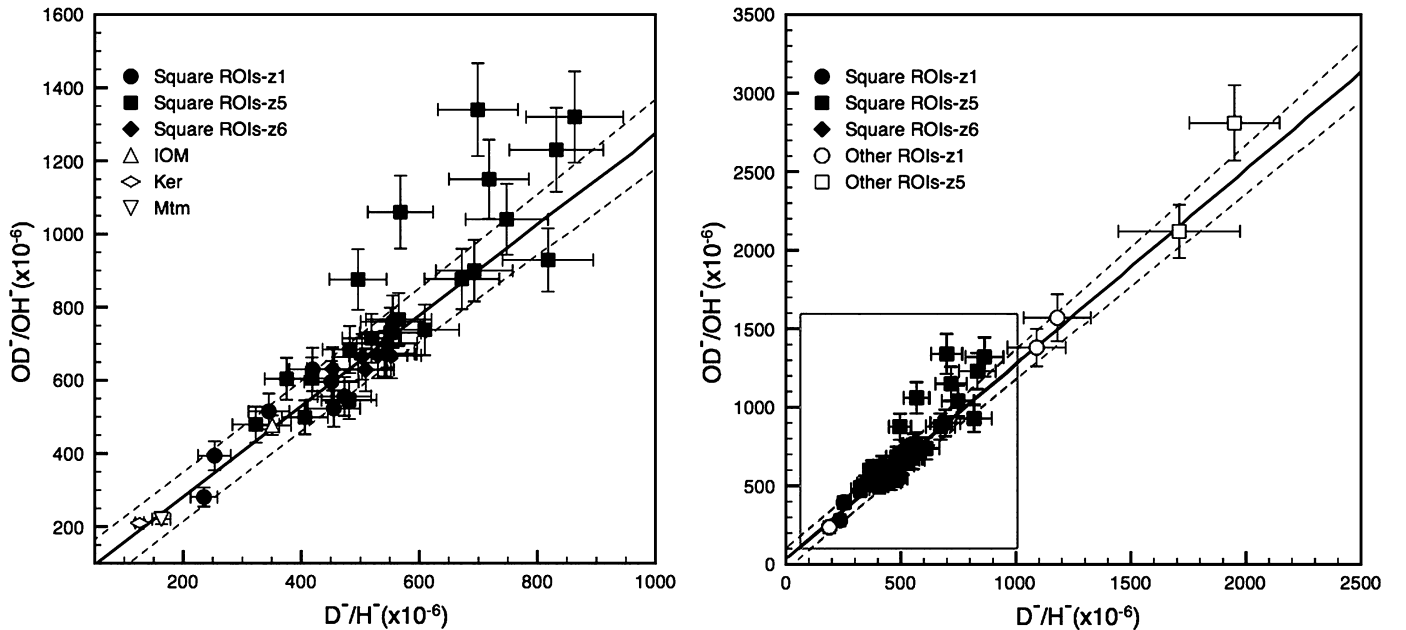 1600
1400
1200
1000
800
600
400
200
OD⁻/OH⁻(x10⁻⁶)
Square ROIs-z1
Square ROIs-z5
Square ROIs-z6
IOM
Ker
Mtm
200 400 600 800 1000
D⁻/H⁻(x10⁻⁶)
3500
3000
2500
2000
1500
1000
500
0
OD⁻/OH⁻(x10⁻⁶)
Square ROIs-z1
Square ROIs-z5
Square ROIs-z6
Other ROIs-z1
Other ROIs-z5
0 500 1000 1500 2000 2500
D⁻/H⁻(x10⁻⁶)